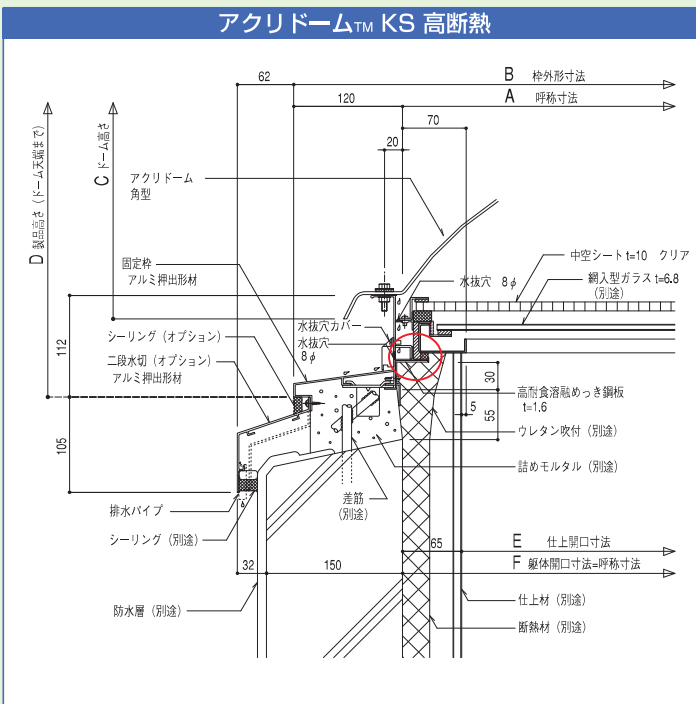 アクリドーム™ KS 高断熱
62
B 枠外形寸法
120
A 呼称寸法
70
20
D 製品高さ（ドーム天端まで）
C ドーム高さ
アクリドーム
角型
中空シート t=10 クリア
固定枠
アルミ押出形材
水抜穴 8φ
網入型ガラス t=6.8
（別途）
シーリング（オプション）
水抜穴カバー
水抜穴
8φ
112
二段水切（オプション）
アルミ押出形材
30
高耐食溶融めっき鋼板
t=1.6
5
55
ウレタン吹付（別途）
105
詰めモルタル（別途）
差筋
（別途）
排水パイプ
シーリング（別途）
65
E 仕上開口寸法
32
150
F 躯体開口寸法=呼称寸法
防水層（別途）
仕上材（別途）
断熱材（別途）